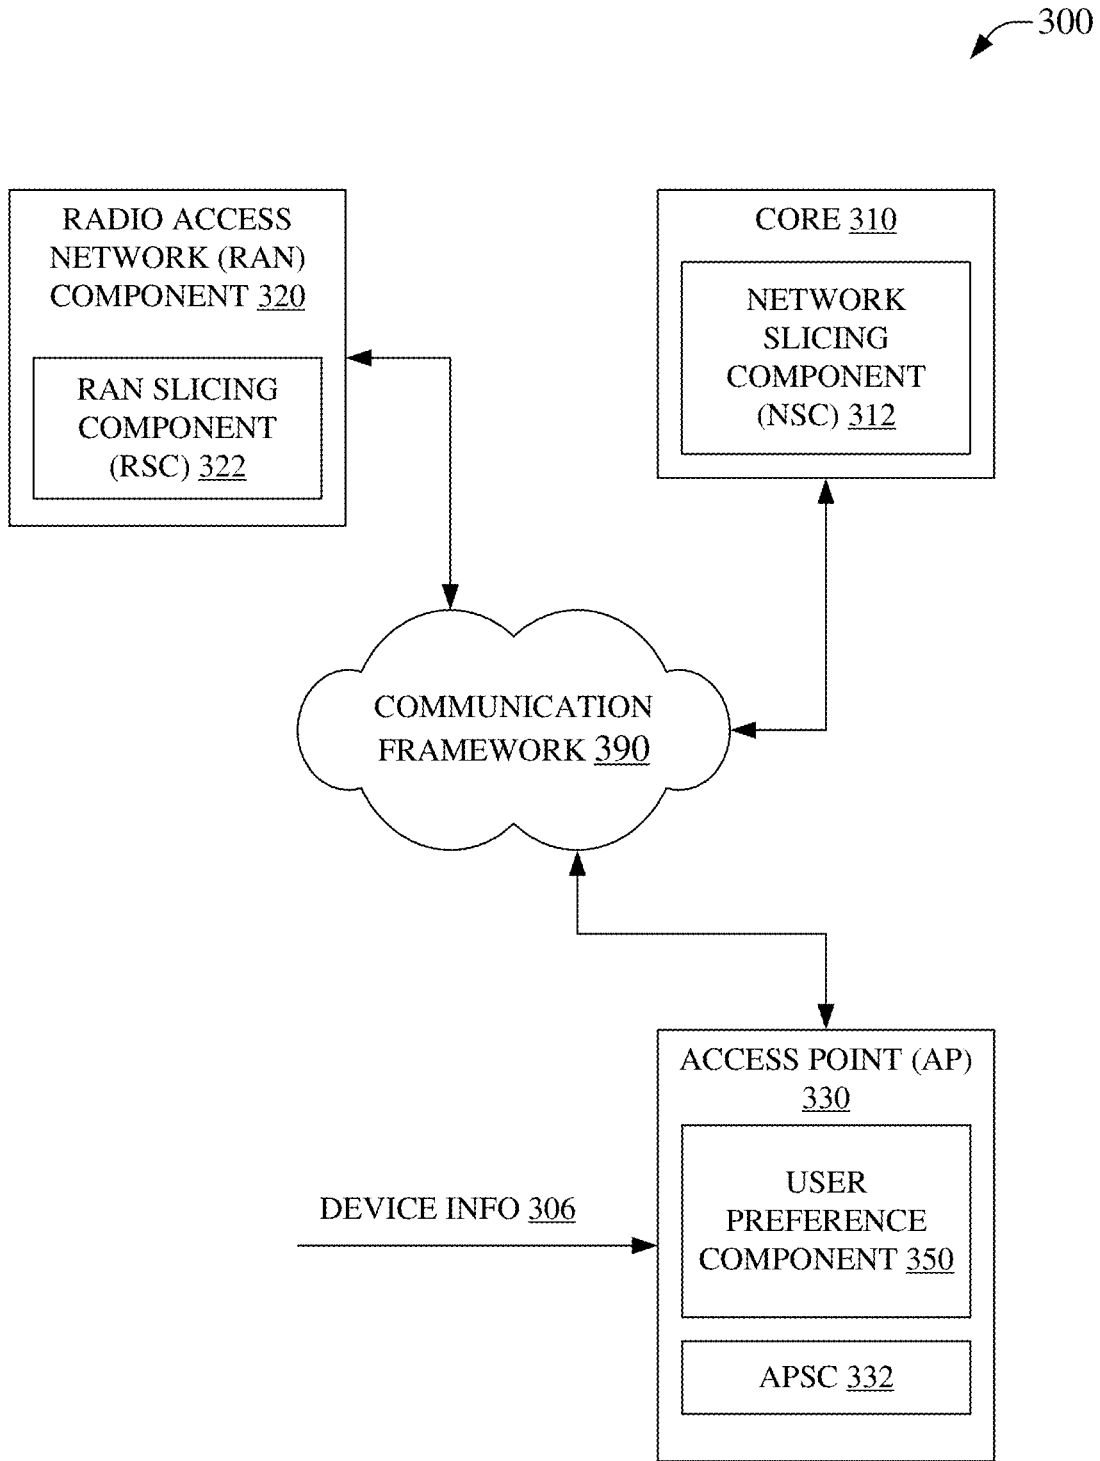 300
RADIO ACCESS
NETWORK (RAN)
COMPONENT 320
RAN SLICING
COMPONENT
(RSC) 322
CORE 310
NETWORK
SLICING
COMPONENT
(NSC) 312
COMMUNICATION
FRAMEWORK 390
ACCESS POINT (AP)
330
USER
PREFERENCE
COMPONENT 350
APSC 332
DEVICE INFO 306